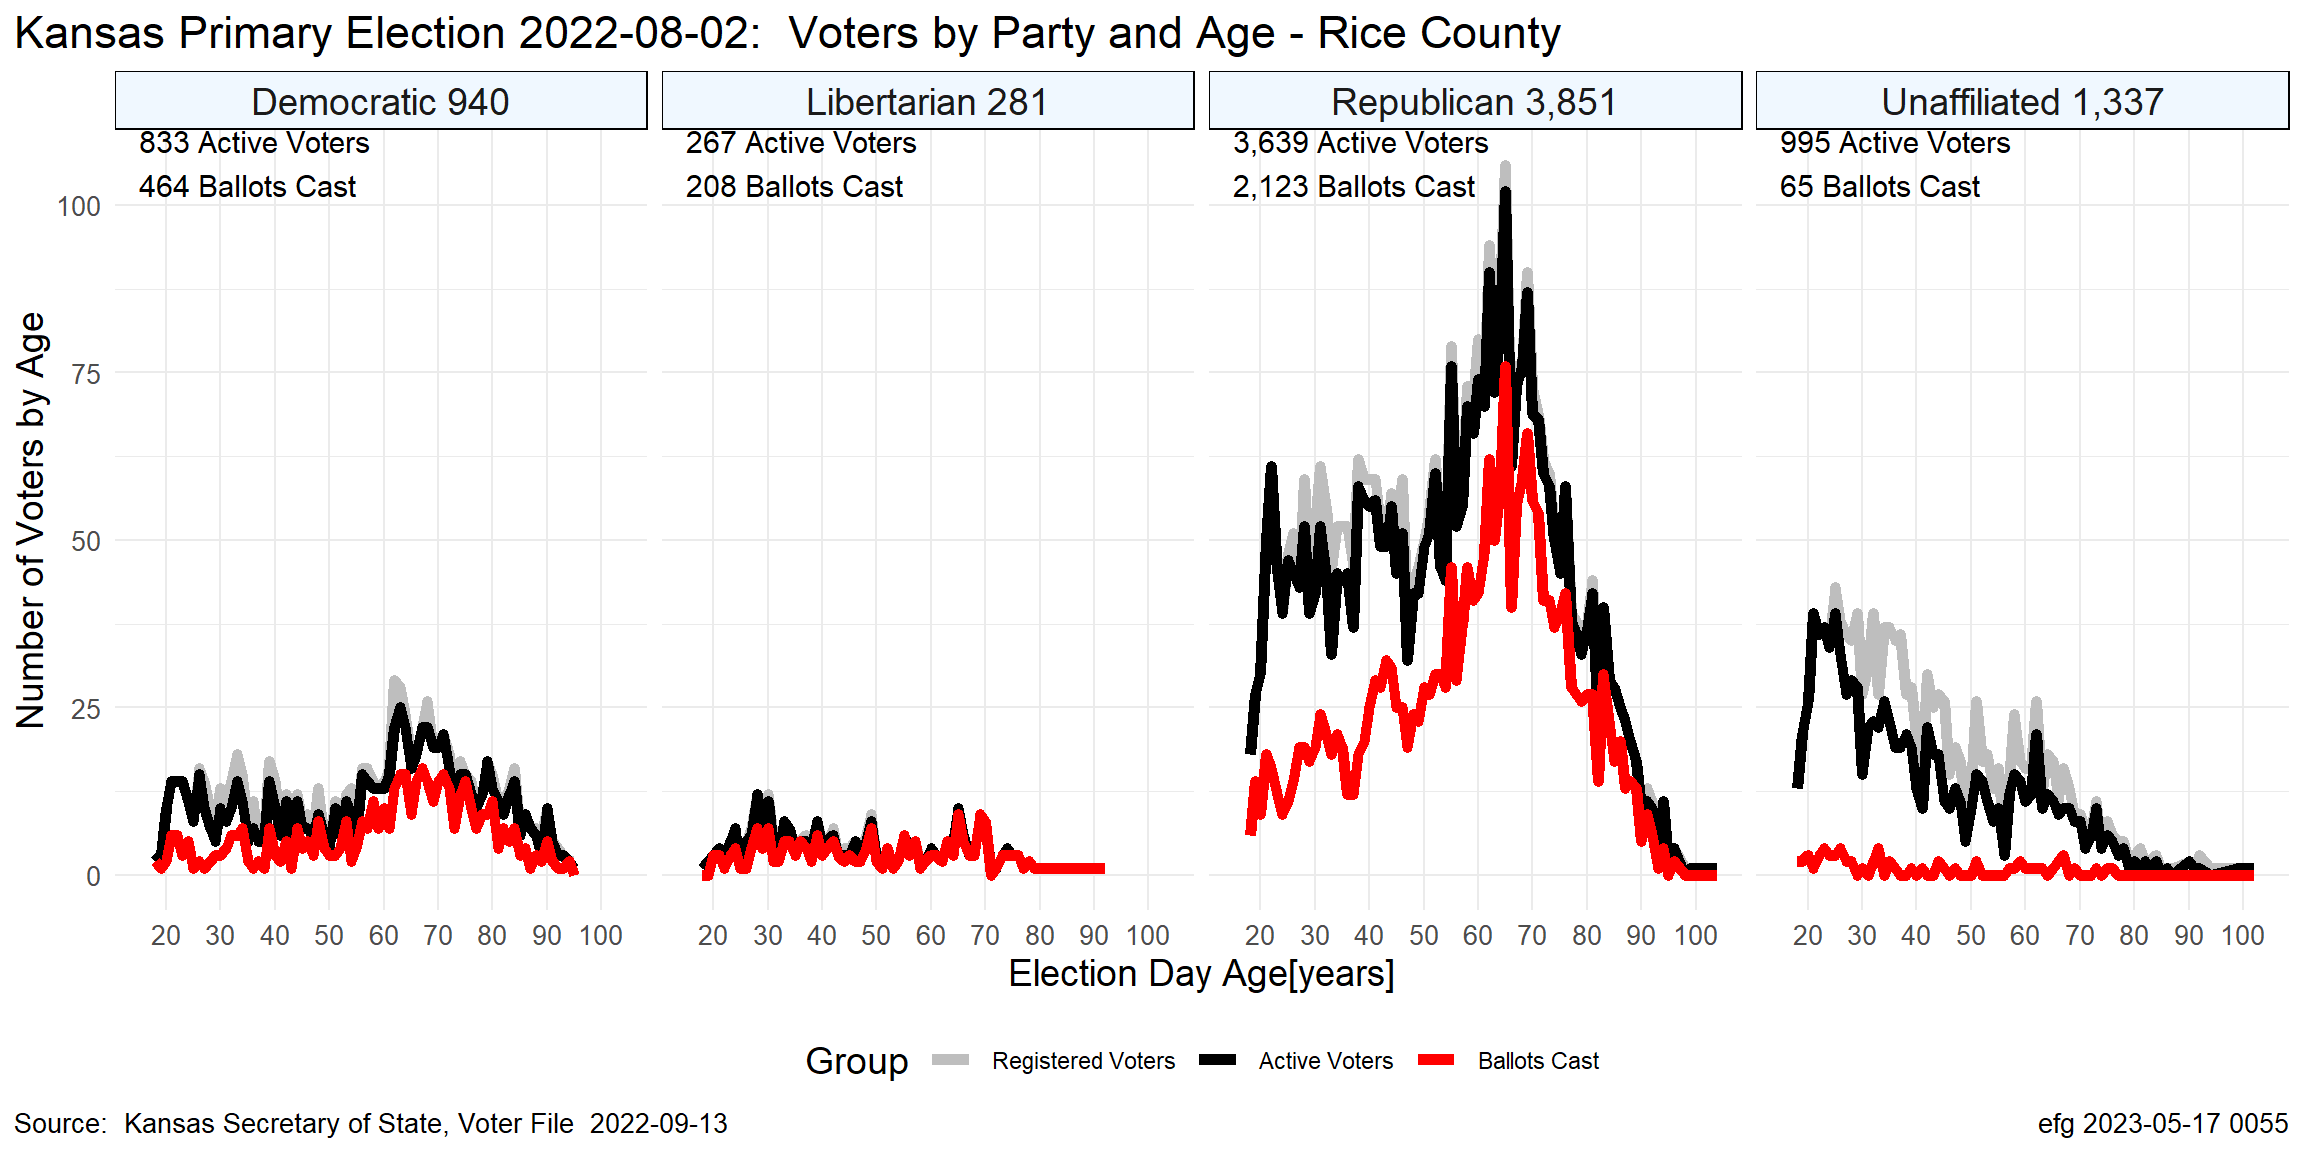 Kansas Primary Election 2022-08-02:  Voters by Party and Age - Rice County
Democratic 940
Libertarian 281
Republican 3,851
Unaffiliated 1,337
833 Active Voters
464 Ballots Cast
267 Active Voters
208 Ballots Cast
3,639 Active Voters
2,123 Ballots Cast
995 Active Voters
65 Ballots Cast
Number of Voters by Age
100
75
50
25
0
20 30 40 50 60 70 80 90 100
20 30 40 50 60 70 80 90 100
20 30 40 50 60 70 80 90 100
20 30 40 50 60 70 80 90 100
Election Day Age[years]
Group Registered Voters Active Voters Ballots Cast
Source:  Kansas Secretary of State, Voter File  2022-09-13
efg 2023-05-17 0055